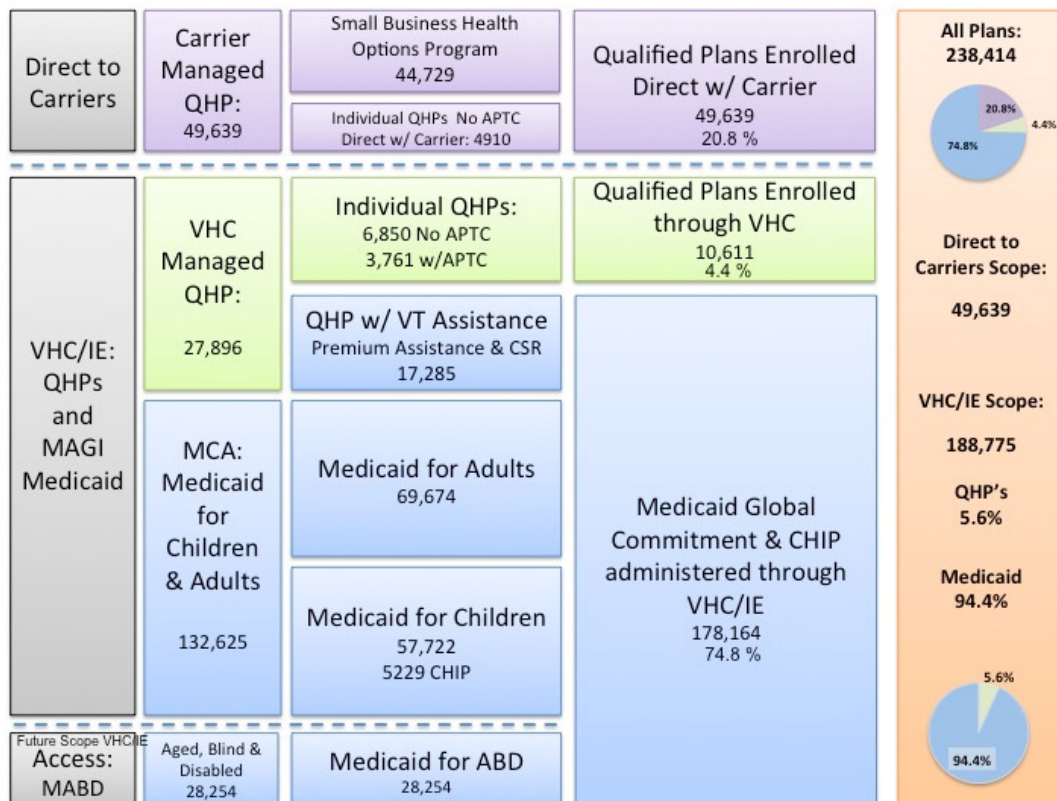 Direct to
Carriers
Carrier
Managed
QHP:
49,639
Small Business Health
Options Program
44,729
Individual QHPs No APTC
Direct w/ Carrier: 4910
Qualified Plans Enrolled
Direct w/ Carrier
49,639
20.8 %
VHC/IE:
QHPs
and
MAGI
Medicaid
VHC
Managed
QHP:
27,896
Individual QHPs:
6,850 No APTC
3,761 w/APTC
Qualified Plans Enrolled
through VHC
10,611
4.4 %
QHP w/ VT Assistance
Premium Assistance & CSR
17,285
MCA:
Medicaid
for
Children
& Adults
132,625
Medicaid for Adults
69,674
Medicaid for Children
57,722
5229 CHIP
Medicaid Global
Commitment & CHIP
administered through
VHC/IE
178,164
74.8 %
Future Scope VHC/IE
Access:
MABD
Aged, Blind &
Disabled
28,254
Medicaid for ABD
28,254
All Plans:
238,414
20.8%
4.4%
74.8%
Direct to
Carriers Scope:
49,639
VHC/IE Scope:
188,775
QHP's
5.6%
Medicaid
94.4%
5.6%
94.4%